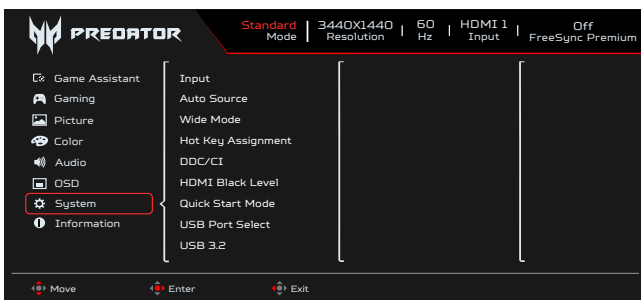 PREDATOR
Standard Mode
3440X1440 Resolution
60 Hz
HDMI 1 Input
Off FreeSync Premium
Game Assistant
Gaming
Picture
Color
Audio
OSD
System
Information
Input
Auto Source
Wide Mode
Hot Key Assignment
DDC/CI
HDMI Black Level
Quick Start Mode
USB Port Select
USB 3.2
Move
Enter
Exit